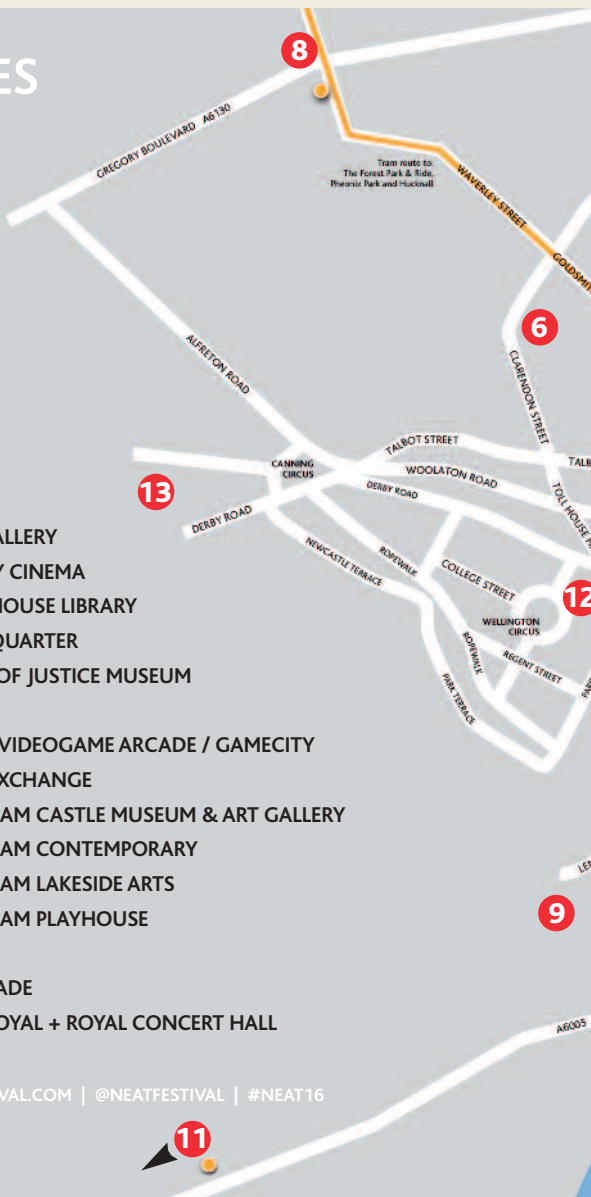 ES
8
GREGORY BOULEVARD A6130
Tram route to:
The Forest Park & Ride,
Pheonix Park and Hucknall
WAVERLEY STREET
GOLDSMIT
6
CLARENDON STREET
ALFRETON ROAD
TALBOT STREET
TALB
CANNING
CIRCUS
WOOLATON ROAD
13
DERBY ROAD
DERBY ROAD
TOLL HOUSE
NEWCASTLE TERRACE
ROPEWALK
COLLEGE STREET
12
WELLINGTON
CIRCUS
ROPEWALK
REGENT STREET
PARK TERRACE
ALLERY
Y CINEMA
HOUSE LIBRARY
QUARTER
OF JUSTICE MUSEUM
VIDEOGAME ARCADE / GAMECITY
XCHANGE
AM CASTLE MUSEUM & ART GALLERY
AM CONTEMPORARY
AM LAKESIDE ARTS
AM PLAYHOUSE
LEN
9
ADE
OYAL + ROYAL CONCERT HALL
A6005
VAL.COM | @NEATFESTIVAL | #NEAT16
11